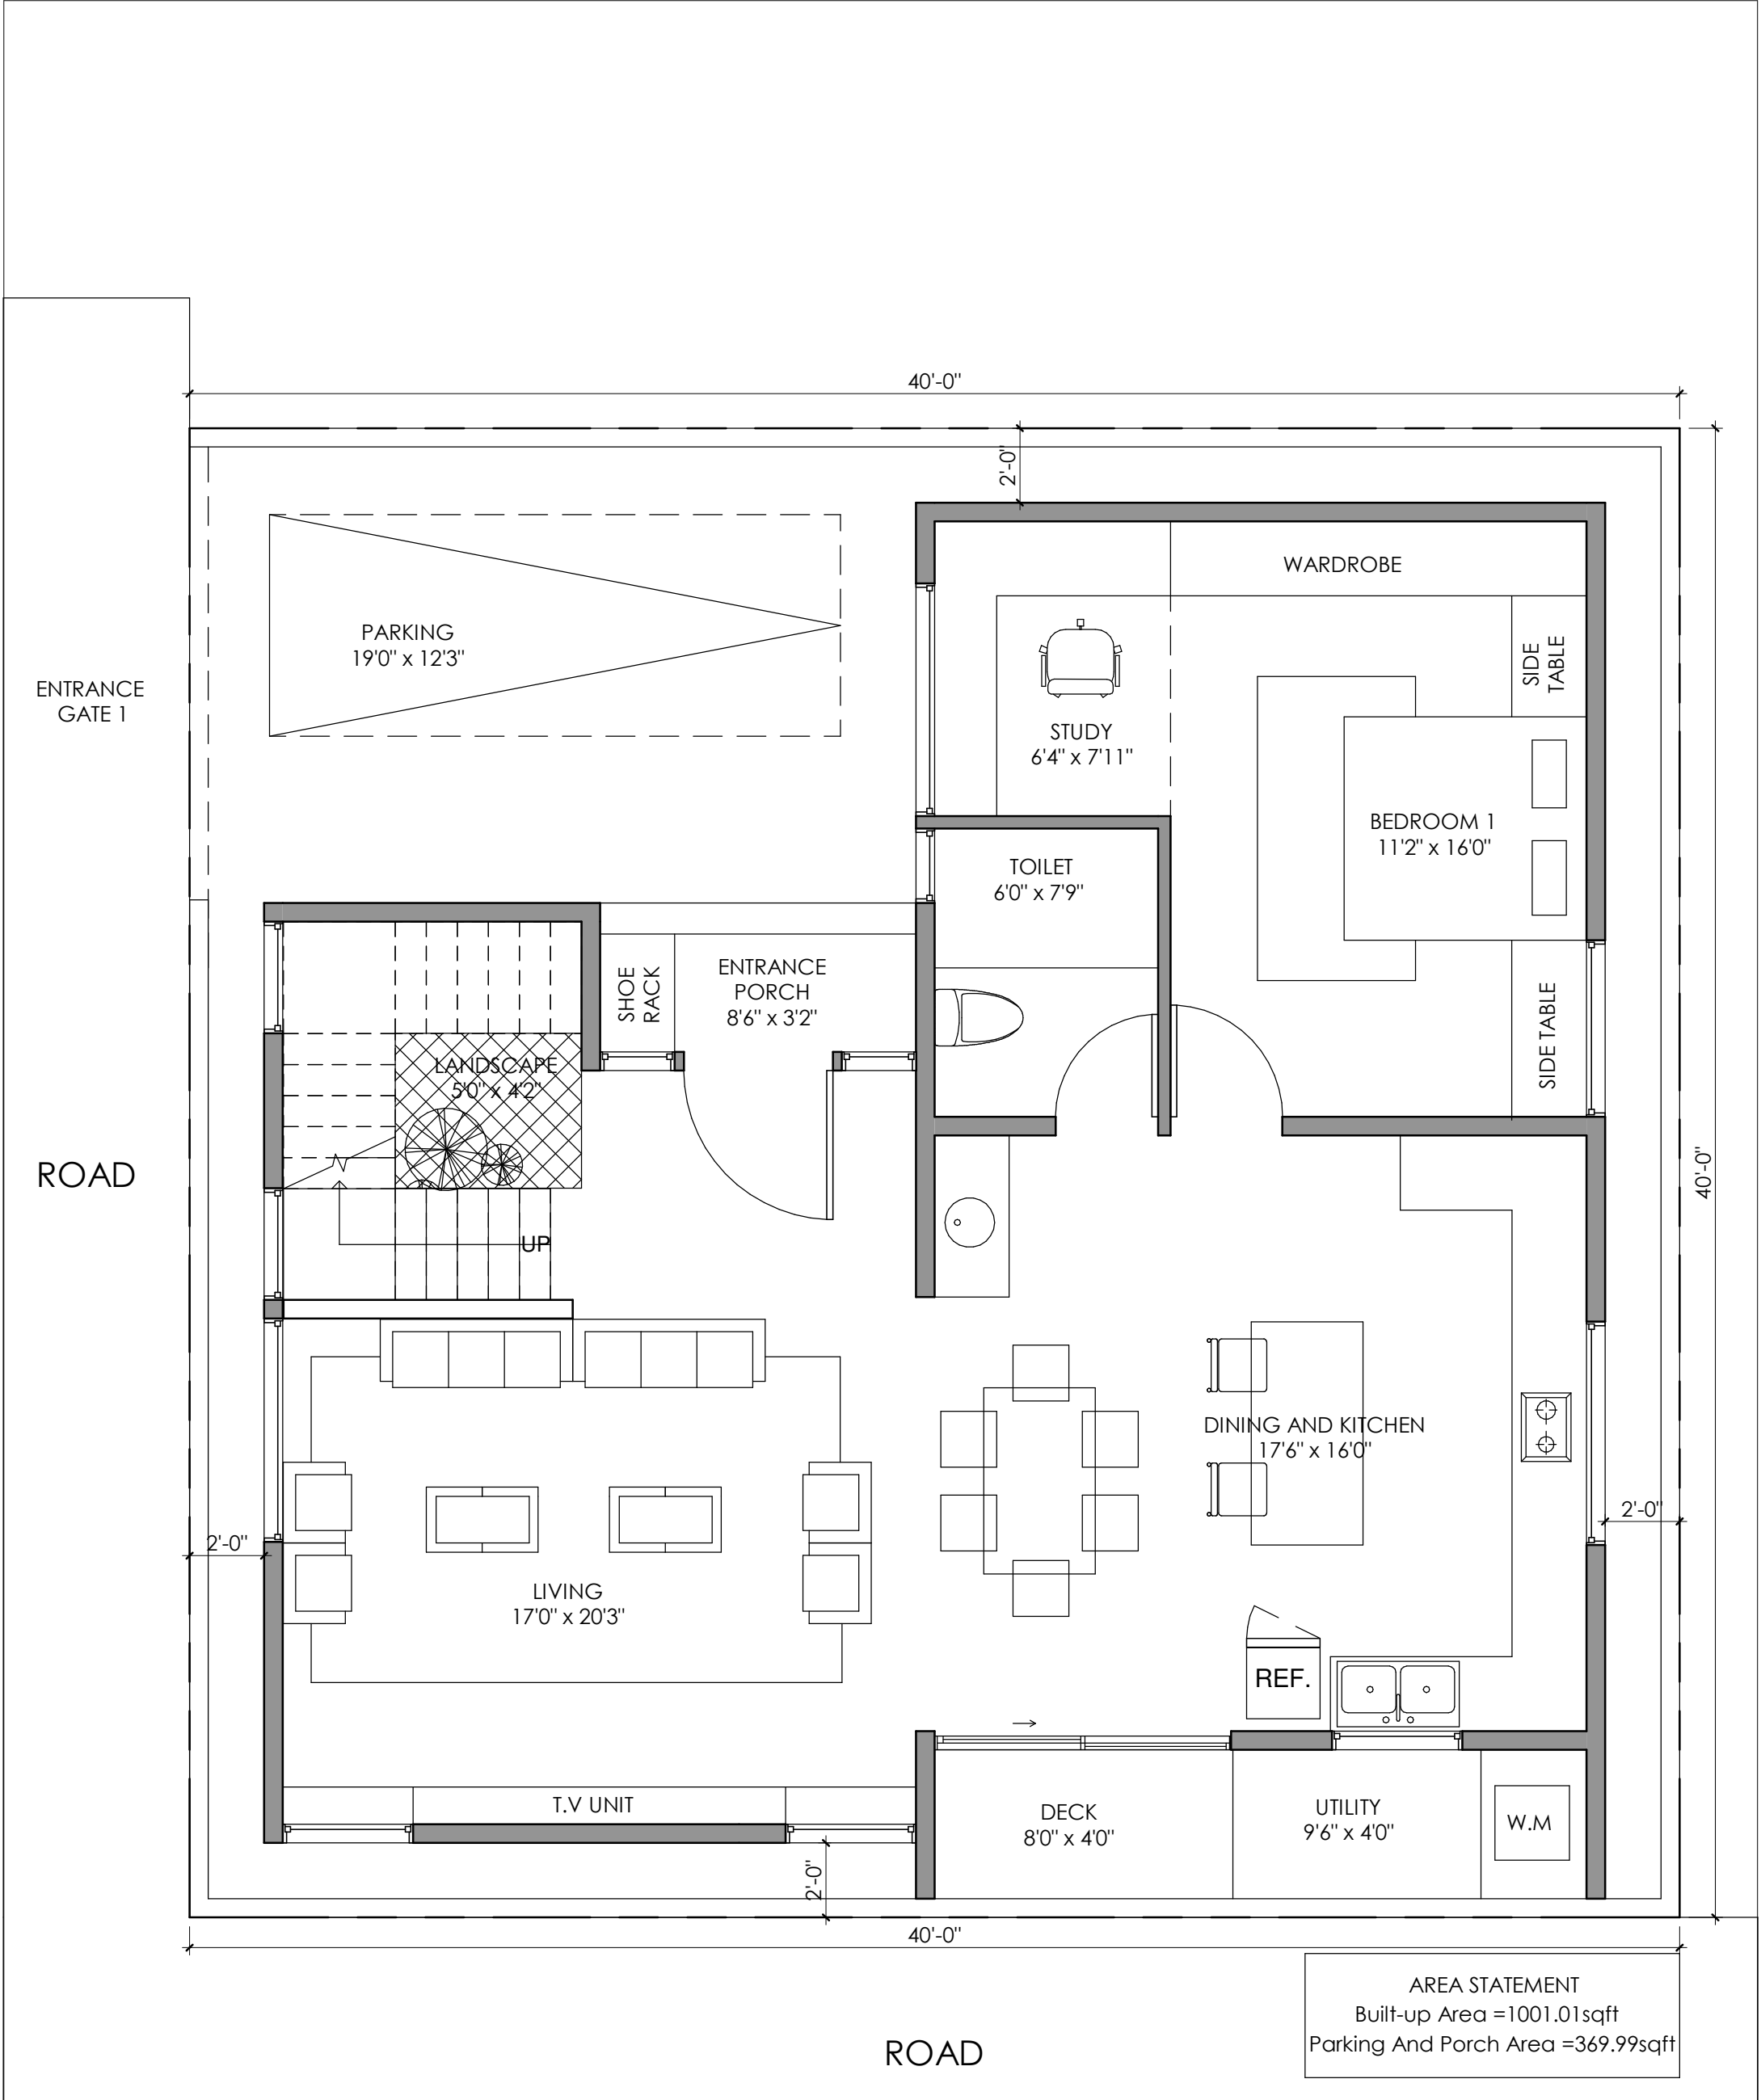 40'-0"
2'-0"
WARDROBE
PARKING
19'0" x 12'3"
SIDE
TABLE
ENTRANCE
GATE 1
STUDY
6'4" x 7'11"
BEDROOM 1
11'2" x 16'0"
TOILET
6'0" x 7'9"
SHOE
RACK
ENTRANCE
PORCH
8'6" x 3'2"
SIDE TABLE
LANDSCAPE
5'0" x 4'2"
ROAD
40'-0"
UP
DINING AND KITCHEN
17'6" x 16'0"
2'-0"
2'-0"
LIVING
17'0" x 20'3"
REF.
T.V UNIT
DECK
8'0" x 4'0"
UTILITY
9'6" x 4'0"
W.M
2'-0"
40'-0"
AREA STATEMENT
Built-up Area =1001.01sqft
Parking And Porch Area =369.99sqft
ROAD